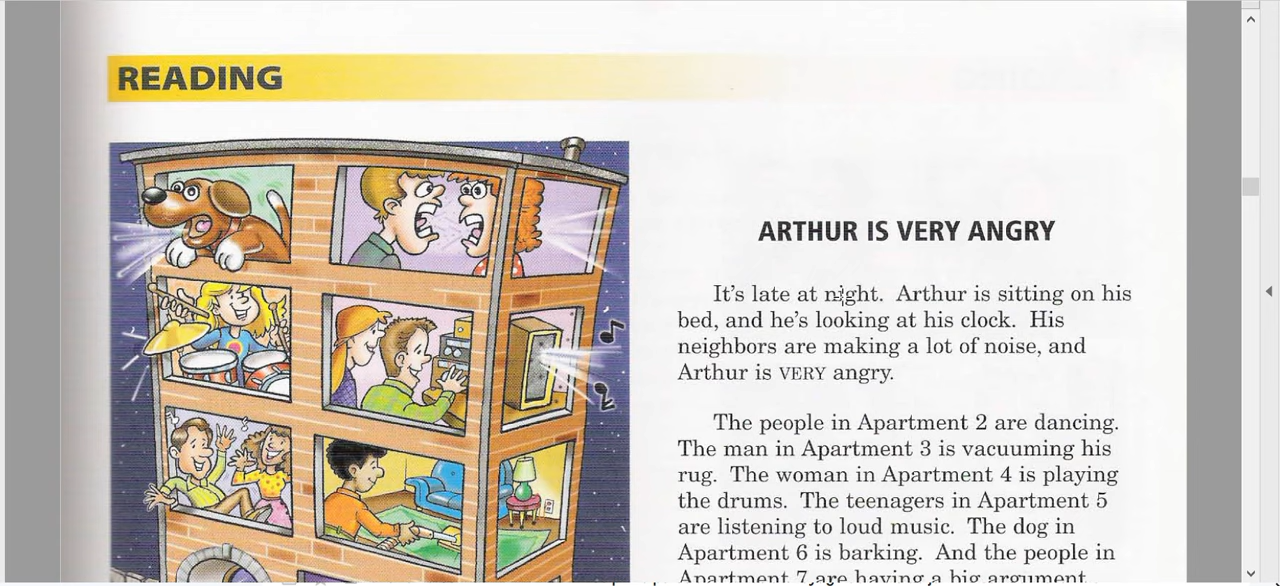 READING
ARTHUR IS VERY ANGRY
It's late at night. Arthur is sitting on his
bed, and he's looking at his clock. His
neighbors are making a lot of noise, and
Arthur is VERY angry.
The people in Apartment 2 are dancing.
The man in Apartment 3 is vacuuming his
rug. The woman in Apartment 4 is playing
the drums. The teenagers in Apartment 5
are listening to loud music. The dog in
Apartment 6 is barking. And the people in
Apartment 7 are having a big argument.